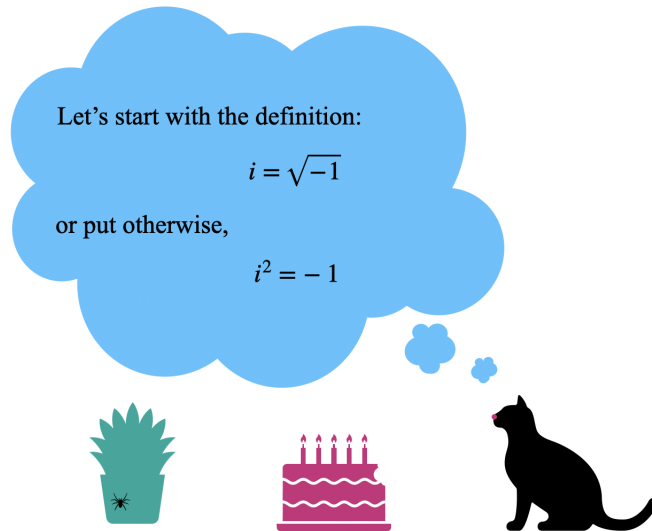 Let’s start with the definition:
i = √−1
or put otherwise,
i² = − 1